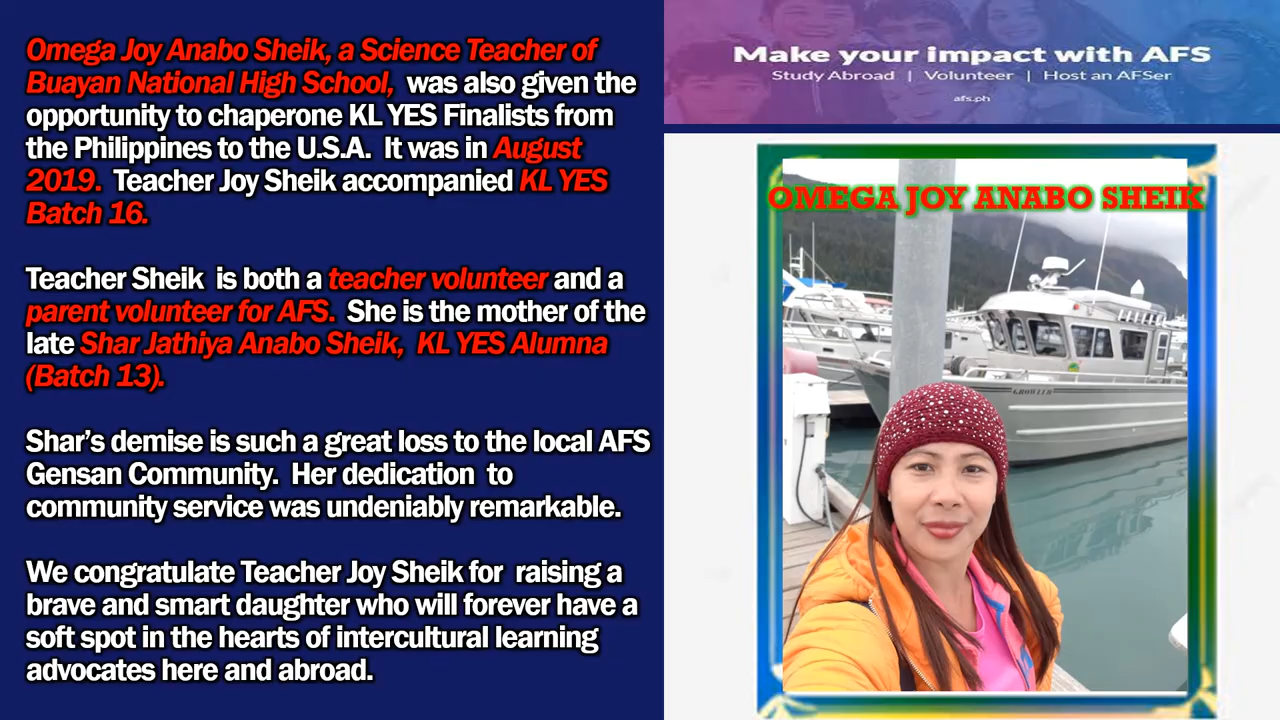 Omega Joy Anabo Sheik, a Science Teacher of
Buayan National High School, was also given the
opportunity to chaperone KL YES Finalists from
the Philippines to the U.S.A. It was in August
2019. Teacher Joy Sheik accompanied KL YES
Batch 16.
Teacher Sheik is both a teacher volunteer and a
parent volunteer for AFS. She is the mother of the
late Shar Jathiya Anabo Sheik, KL YES Alumna
(Batch 13).
Shar's demise is such a great loss to the local AFS
Gensan Community. Her dedication to
community service was undeniably remarkable.
We congratulate Teacher Joy Sheik for raising a
brave and smart daughter who will forever have a
soft spot in the hearts of intercultural learning
advocates here and abroad.
Make your impact with AFS
Study Abroad | Volunteer | Host an AFSer
afs.ph
OMEGA JOY ANABO SHEIK
GROWLER